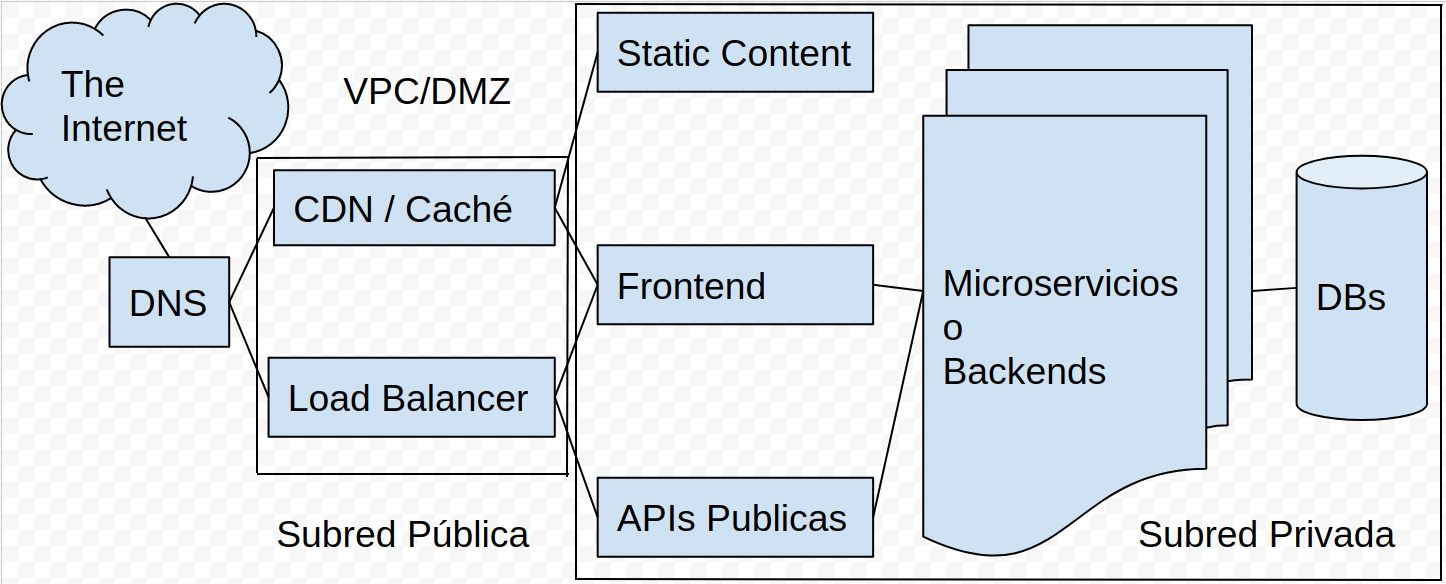 The
Internet
VPC/DMZ
DNS
CDN / Caché
Load Balancer
Subred Pública
Static Content
Frontend
APIs Publicas
Microservicios
o
Backends
DBs
Subred Privada